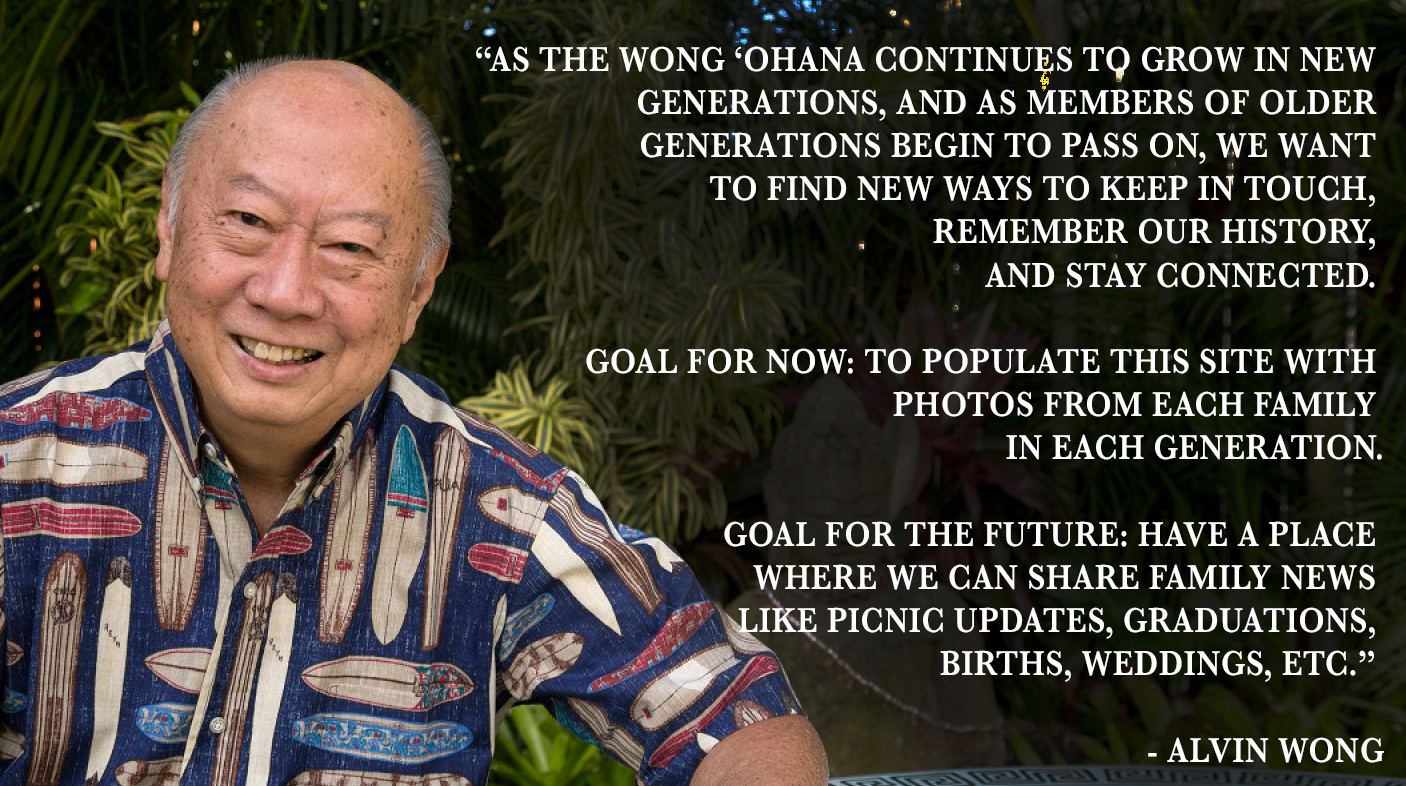 “AS THE WONG ‘OHANA CONTINUES TO GROW IN NEW
GENERATIONS, AND AS MEMBERS OF OLDER
GENERATIONS BEGIN TO PASS ON, WE WANT
TO FIND NEW WAYS TO KEEP IN TOUCH,
REMEMBER OUR HISTORY,
AND STAY CONNECTED.
GOAL FOR NOW: TO POPULATE THIS SITE WITH
PHOTOS FROM EACH FAMILY
IN EACH GENERATION.
GOAL FOR THE FUTURE: HAVE A PLACE
WHERE WE CAN SHARE FAMILY NEWS
LIKE PICNIC UPDATES, GRADUATIONS,
BIRTHS, WEDDINGS, ETC.”
- ALVIN WONG